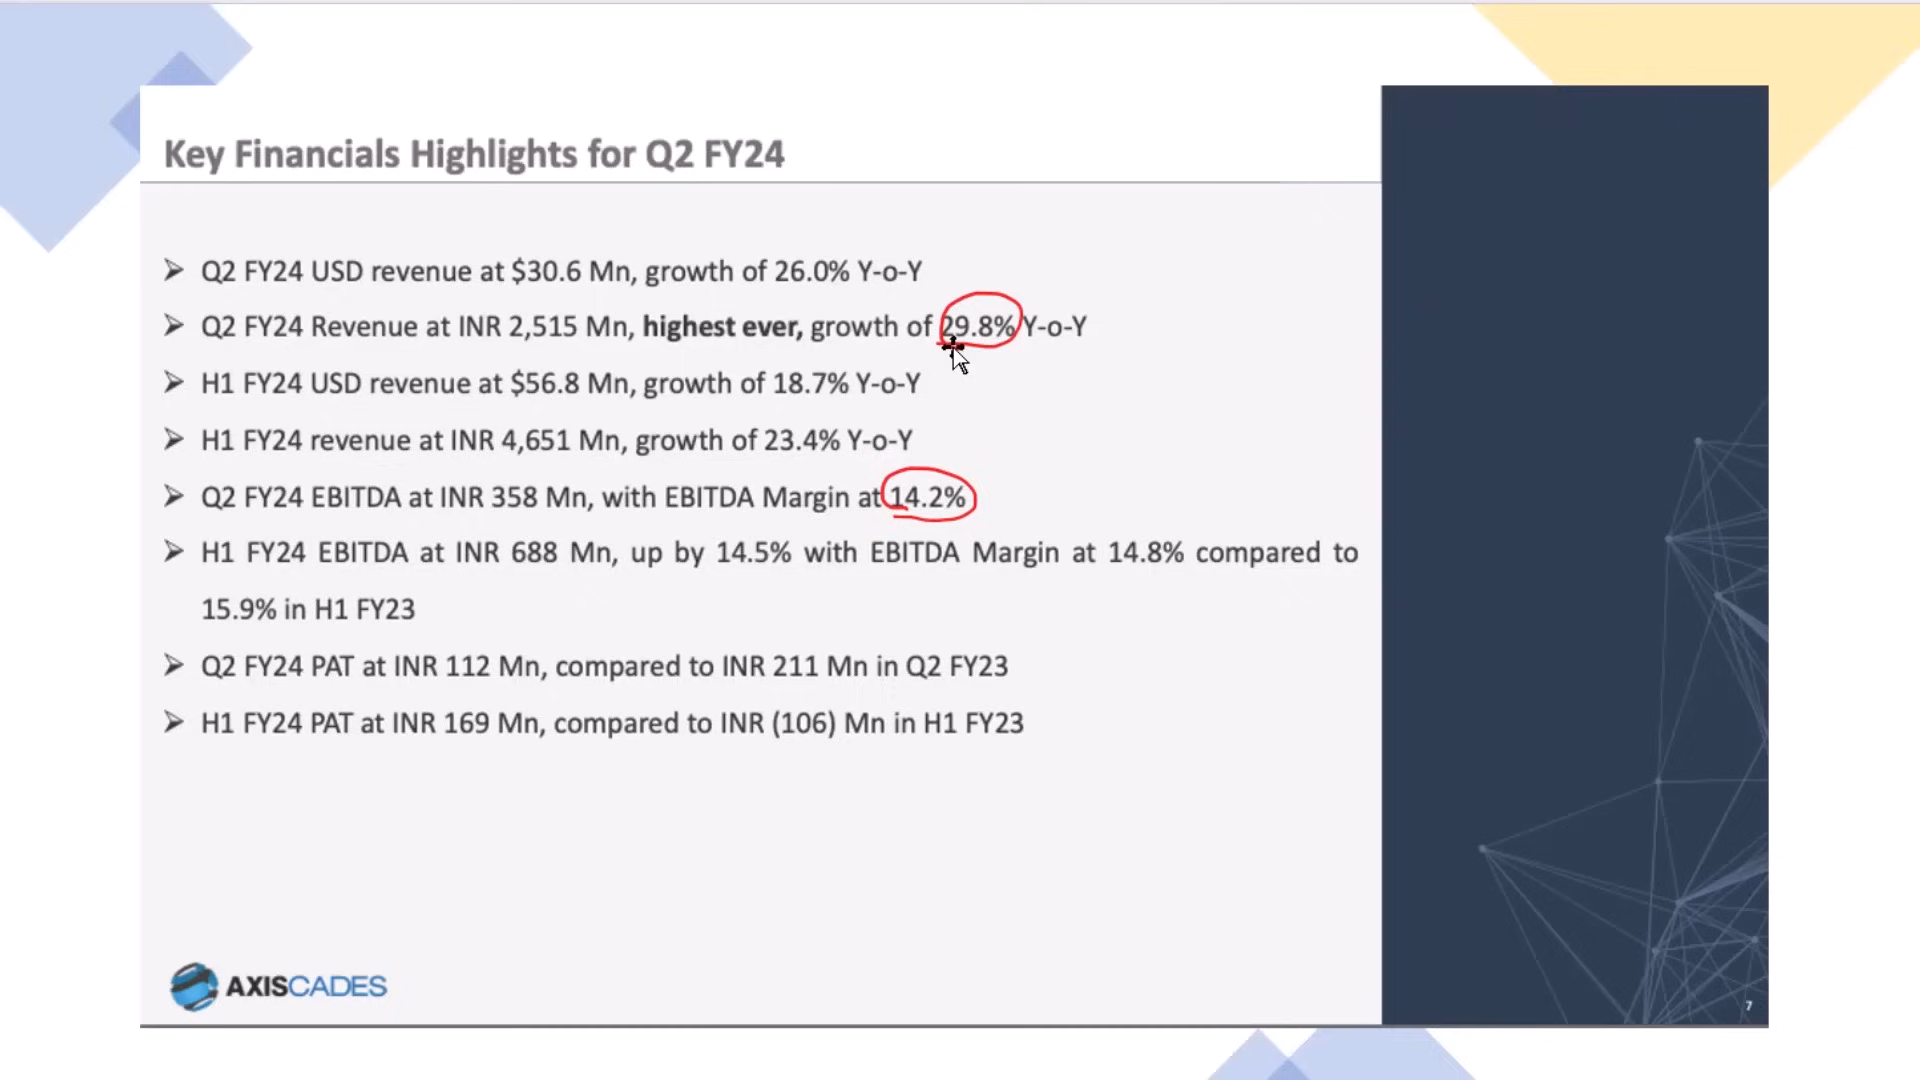 Key Financials Highlights for Q2 FY24
➢ Q2 FY24 USD revenue at $30.6 Mn, growth of 26.0% Y-o-Y
➢ Q2 FY24 Revenue at INR 2,515 Mn, highest ever, growth of 29.8% Y-o-Y
➢ H1 FY24 USD revenue at $56.8 Mn, growth of 18.7% Y-o-Y
➢ H1 FY24 revenue at INR 4,651 Mn, growth of 23.4% Y-o-Y
➢ Q2 FY24 EBITDA at INR 358 Mn, with EBITDA Margin at 14.2%
➢ H1 FY24 EBITDA at INR 688 Mn, up by 14.5% with EBITDA Margin at 14.8% compared to
15.9% in H1 FY23
➢ Q2 FY24 PAT at INR 112 Mn, compared to INR 211 Mn in Q2 FY23
➢ H1 FY24 PAT at INR 169 Mn, compared to INR (106) Mn in H1 FY23
AXISCADES
7